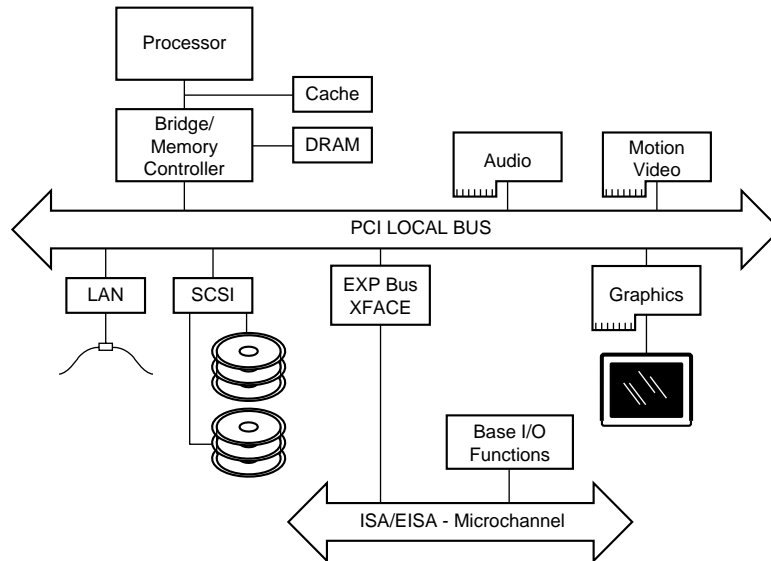 Processor
Cache
Bridge/
Memory
Controller
DRAM
Audio
Motion
Video
PCI LOCAL BUS
LAN
SCSI
EXP Bus
XFACE
Graphics
Base I/O
Functions
ISA/EISA - Microchannel